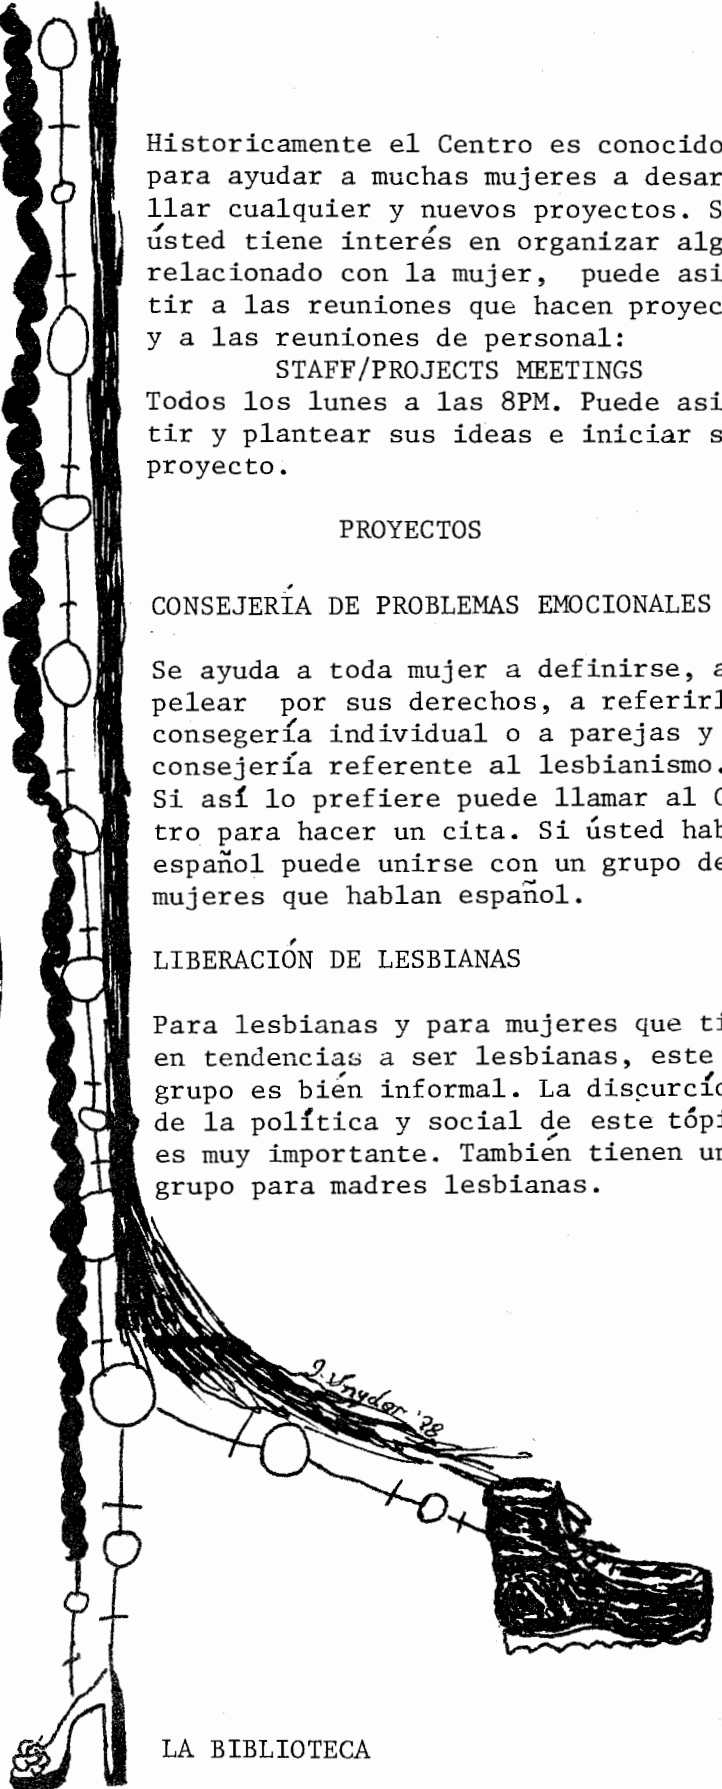 Historicamente el Centro es conocido
para ayudar a muchas mujeres a desar
llar cualquier y nuevos proyectos. S
ústed tiene interés en organizar alg
relacionado con la mujer, puede asi
tir a las reuniones que hacen proyec
y a las reuniones de personal:
STAFF/PROJECTS MEETINGS
Todos los lunes a las 8PM. Puede asi
tir y plantear sus ideas e iniciar s
proyecto.
PROYECTOS
CONSEJERÍA DE PROBLEMAS EMOCIONALES
Se ayuda a toda mujer a definirse, a
pelear por sus derechos, a referirl
consegería individual o a parejas y
consejería referente al lesbianismo.
Si así lo prefiere puede llamar al C
tro para hacer un cita. Si ústed hab
español puede unirse con un grupo de
mujeres que hablan español.
LIBERACIÓN DE LESBIANAS
Para lesbianas y para mujeres que ti
en tendencias a ser lesbianas, este
grupo es bién informal. La discurcíc
de la política y social de este tópi
es muy importante. También tienen un
grupo para madres lesbianas.
J. Snyder '78
LA BIBLIOTECA